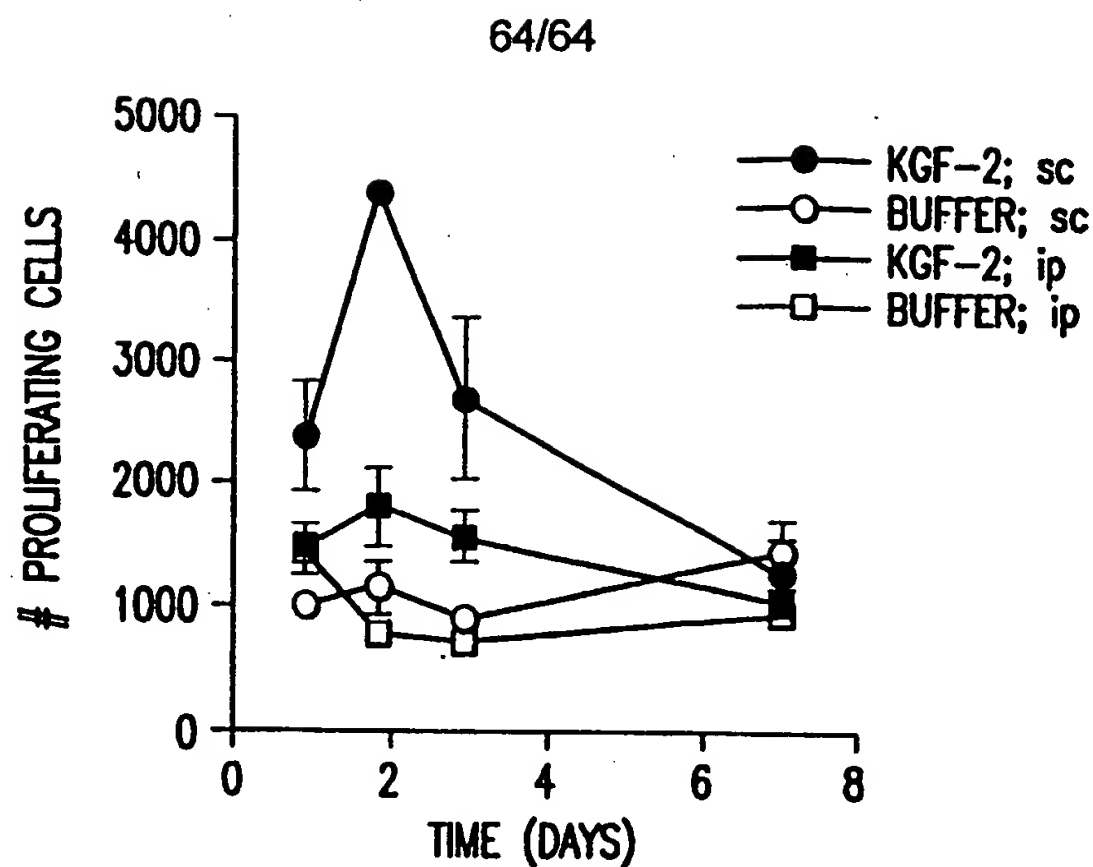 64/64
5000
4000
3000
2000
1000
0
# PROLIFERATING CELLS
0 2 4 6 8
TIME (DAYS)
KGF-2; sc
BUFFER; sc
KGF-2; ip
BUFFER; ip